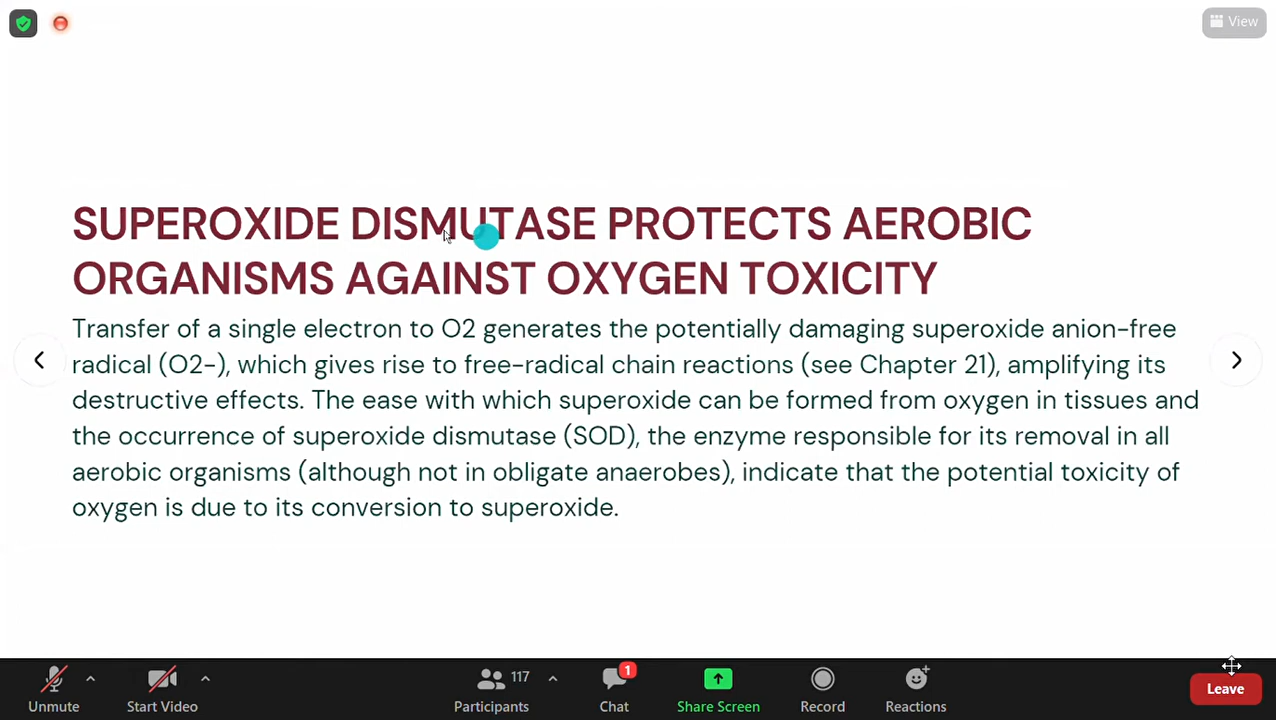 View
SUPEROXIDE DISMUTASE PROTECTS AEROBIC
ORGANISMS AGAINST OXYGEN TOXICITY
Transfer of a single electron to O2 generates the potentially damaging superoxide anion-free
radical (O2-), which gives rise to free-radical chain reactions (see Chapter 21), amplifying its
destructive effects. The ease with which superoxide can be formed from oxygen in tissues and
the occurrence of superoxide dismutase (SOD), the enzyme responsible for its removal in all
aerobic organisms (although not in obligate anaerobes), indicate that the potential toxicity of
oxygen is due to its conversion to superoxide.
117
1
Unmute
Start Video
Participants
Chat
Share Screen
Record
Reactions
Leave